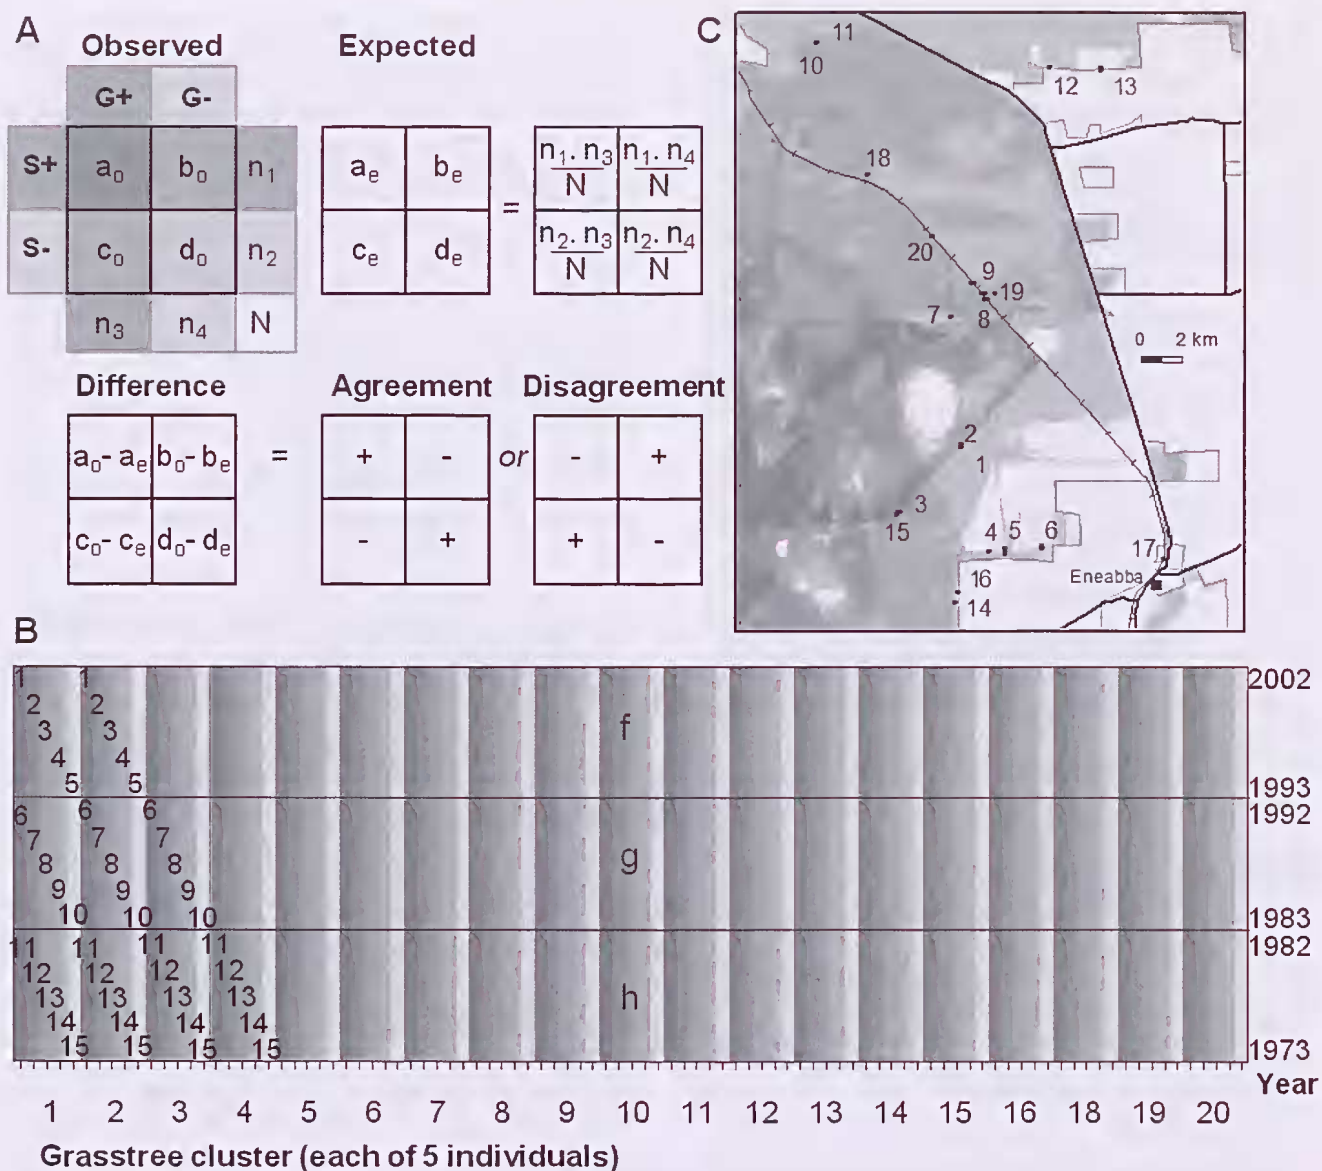 A
Observed Expected
G+ G-
S+ a₀ b₀ n₁
S- c₀ d₀ n₂
n₃ n₄ N
aₑ bₑ
cₑ dₑ
=
n₁. n₃ n₁. n₄
N N
n₂. n₃ n₂. n₄
N N
Difference Agreement Disagreement
a₀- aₑ b₀- bₑ = + - or - +
c₀- cₑ d₀- dₑ - + + -
C
11
10
12 13
18
20
9
19
7 8
0 2 km
2
1
3
15
4 5 6
17
16
Eneabba
14
B
1 1 2002
2 2
3 3 f
4 4
5 5 1993
6 6 6 1992
7 7 7
8 8 8 g
9 9 9
10 10 10 1983
11 11 11 11 1982
12 12 12 12
13 13 13 13 h
14 14 14 14
15 15 15 15 1973
Year
1 2 3 4 5 6 7 8 9 10 11 12 13 14 15 16 18 19 20
Grasstree cluster (each of 5 individuals)